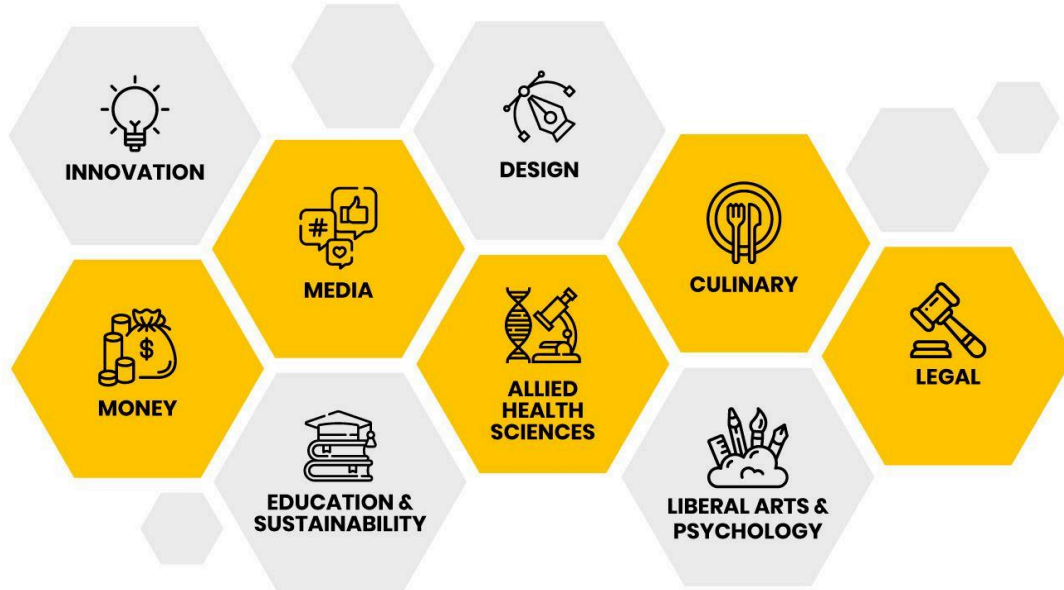 INNOVATION
DESIGN
MEDIA
#
CULINARY
$
MONEY
ALLIED
HEALTH
SCIENCES
LEGAL
EDUCATION &
SUSTAINABILITY
LIBERAL ARTS &
PSYCHOLOGY